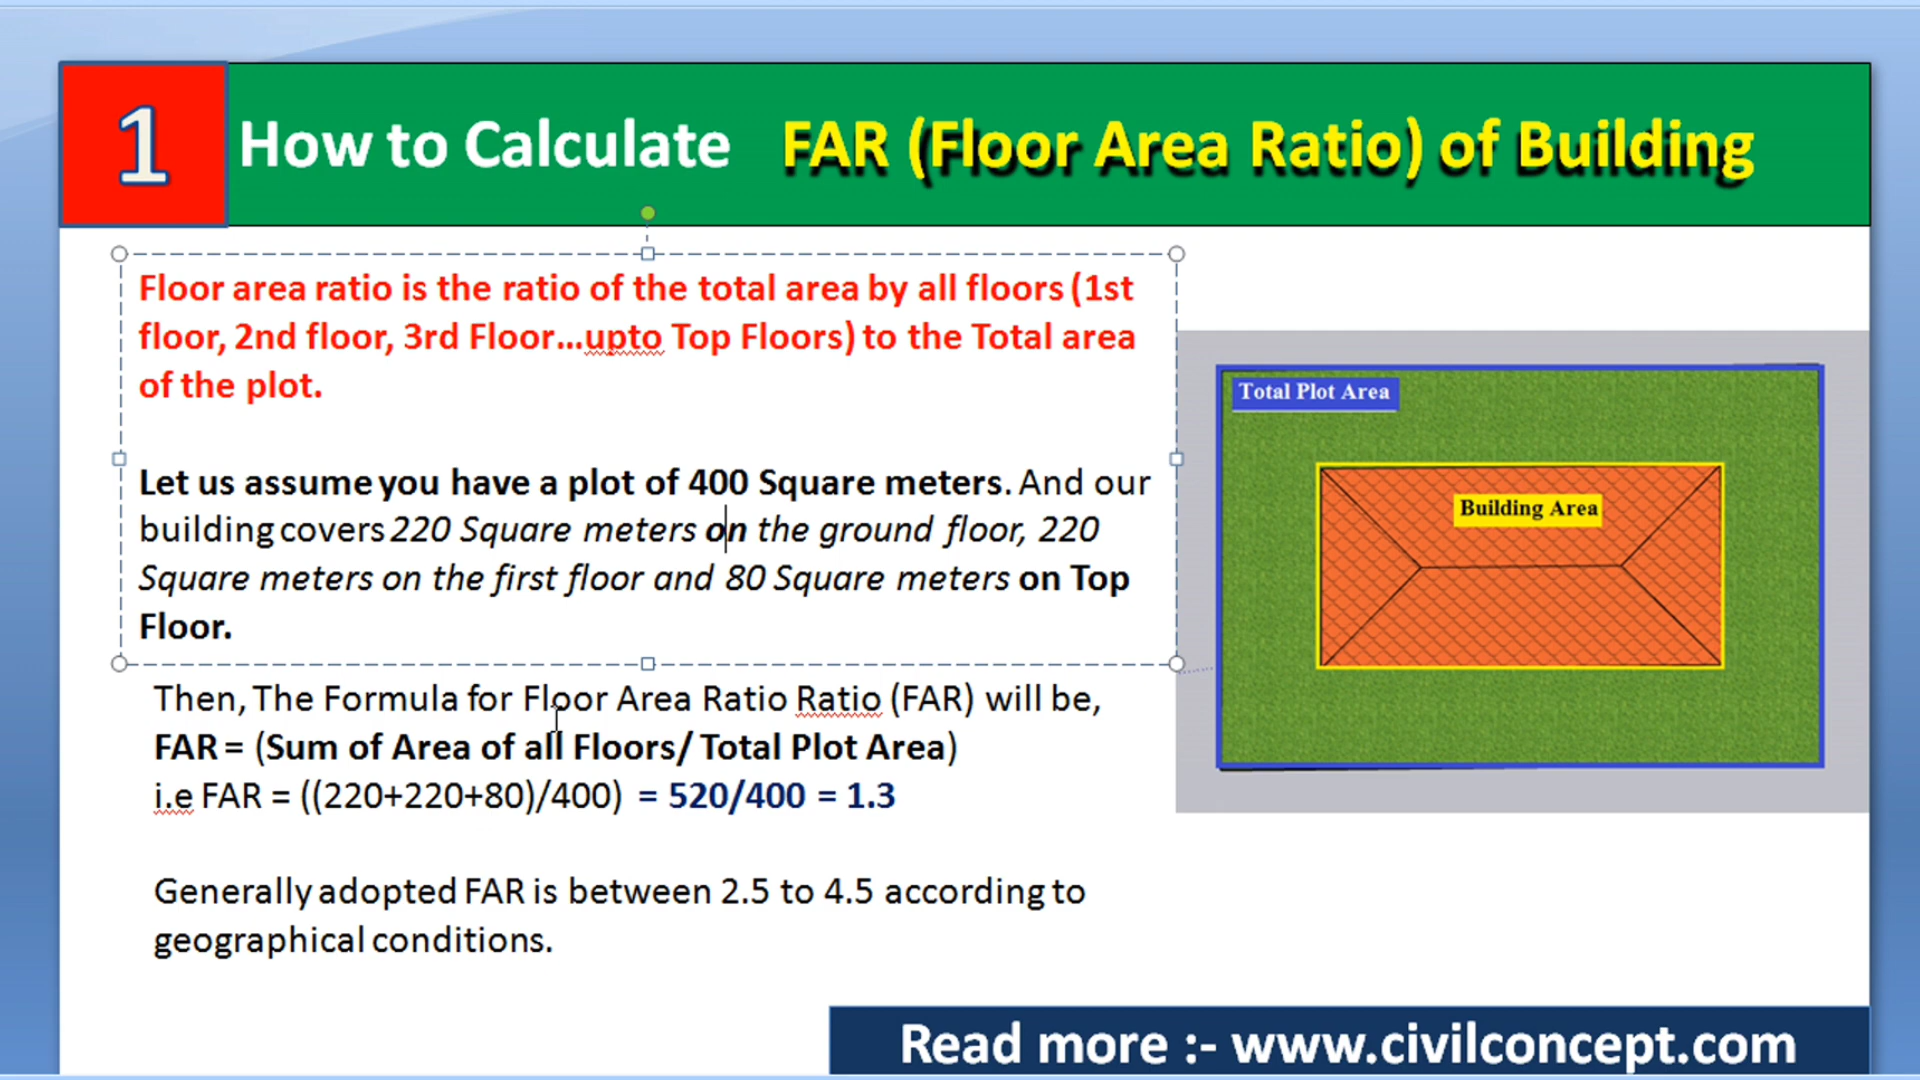 1
How to Calculate FAR (Floor Area Ratio) of Building
Floor area ratio is the ratio of the total area by all floors (1st
floor, 2nd floor, 3rd Floor...upto Top Floors) to the Total area
of the plot.
Let us assume you have a plot of 400 Square meters. And our
building covers 220 Square meters on the ground floor, 220
Square meters on the first floor and 80 Square meters on Top
Floor.
Then, The Formula for Floor Area Ratio Ratio (FAR) will be,
FAR = (Sum of Area of all Floors/ Total Plot Area)
i.e FAR = ((220+220+80)/400) = 520/400 = 1.3
Generally adopted FAR is between 2.5 to 4.5 according to
geographical conditions.
Total Plot Area
Building Area
Read more :- www.civilconcept.com